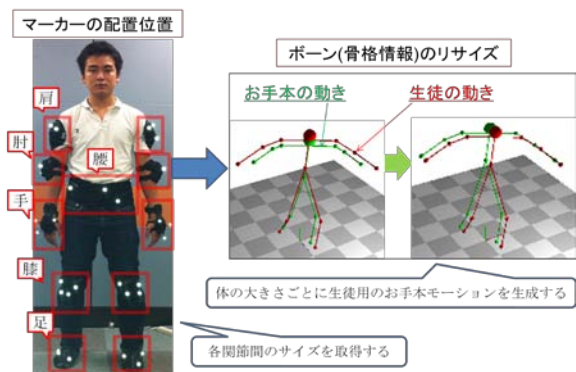 マーカーの配置位置
肩
肘
腰
手
膝
足
各関節間のサイズを取得する
ボーン(骨格情報)のリサイズ
お手本の動き
生徒の動き
体の大きさごとに生徒用のお手本モーションを生成する